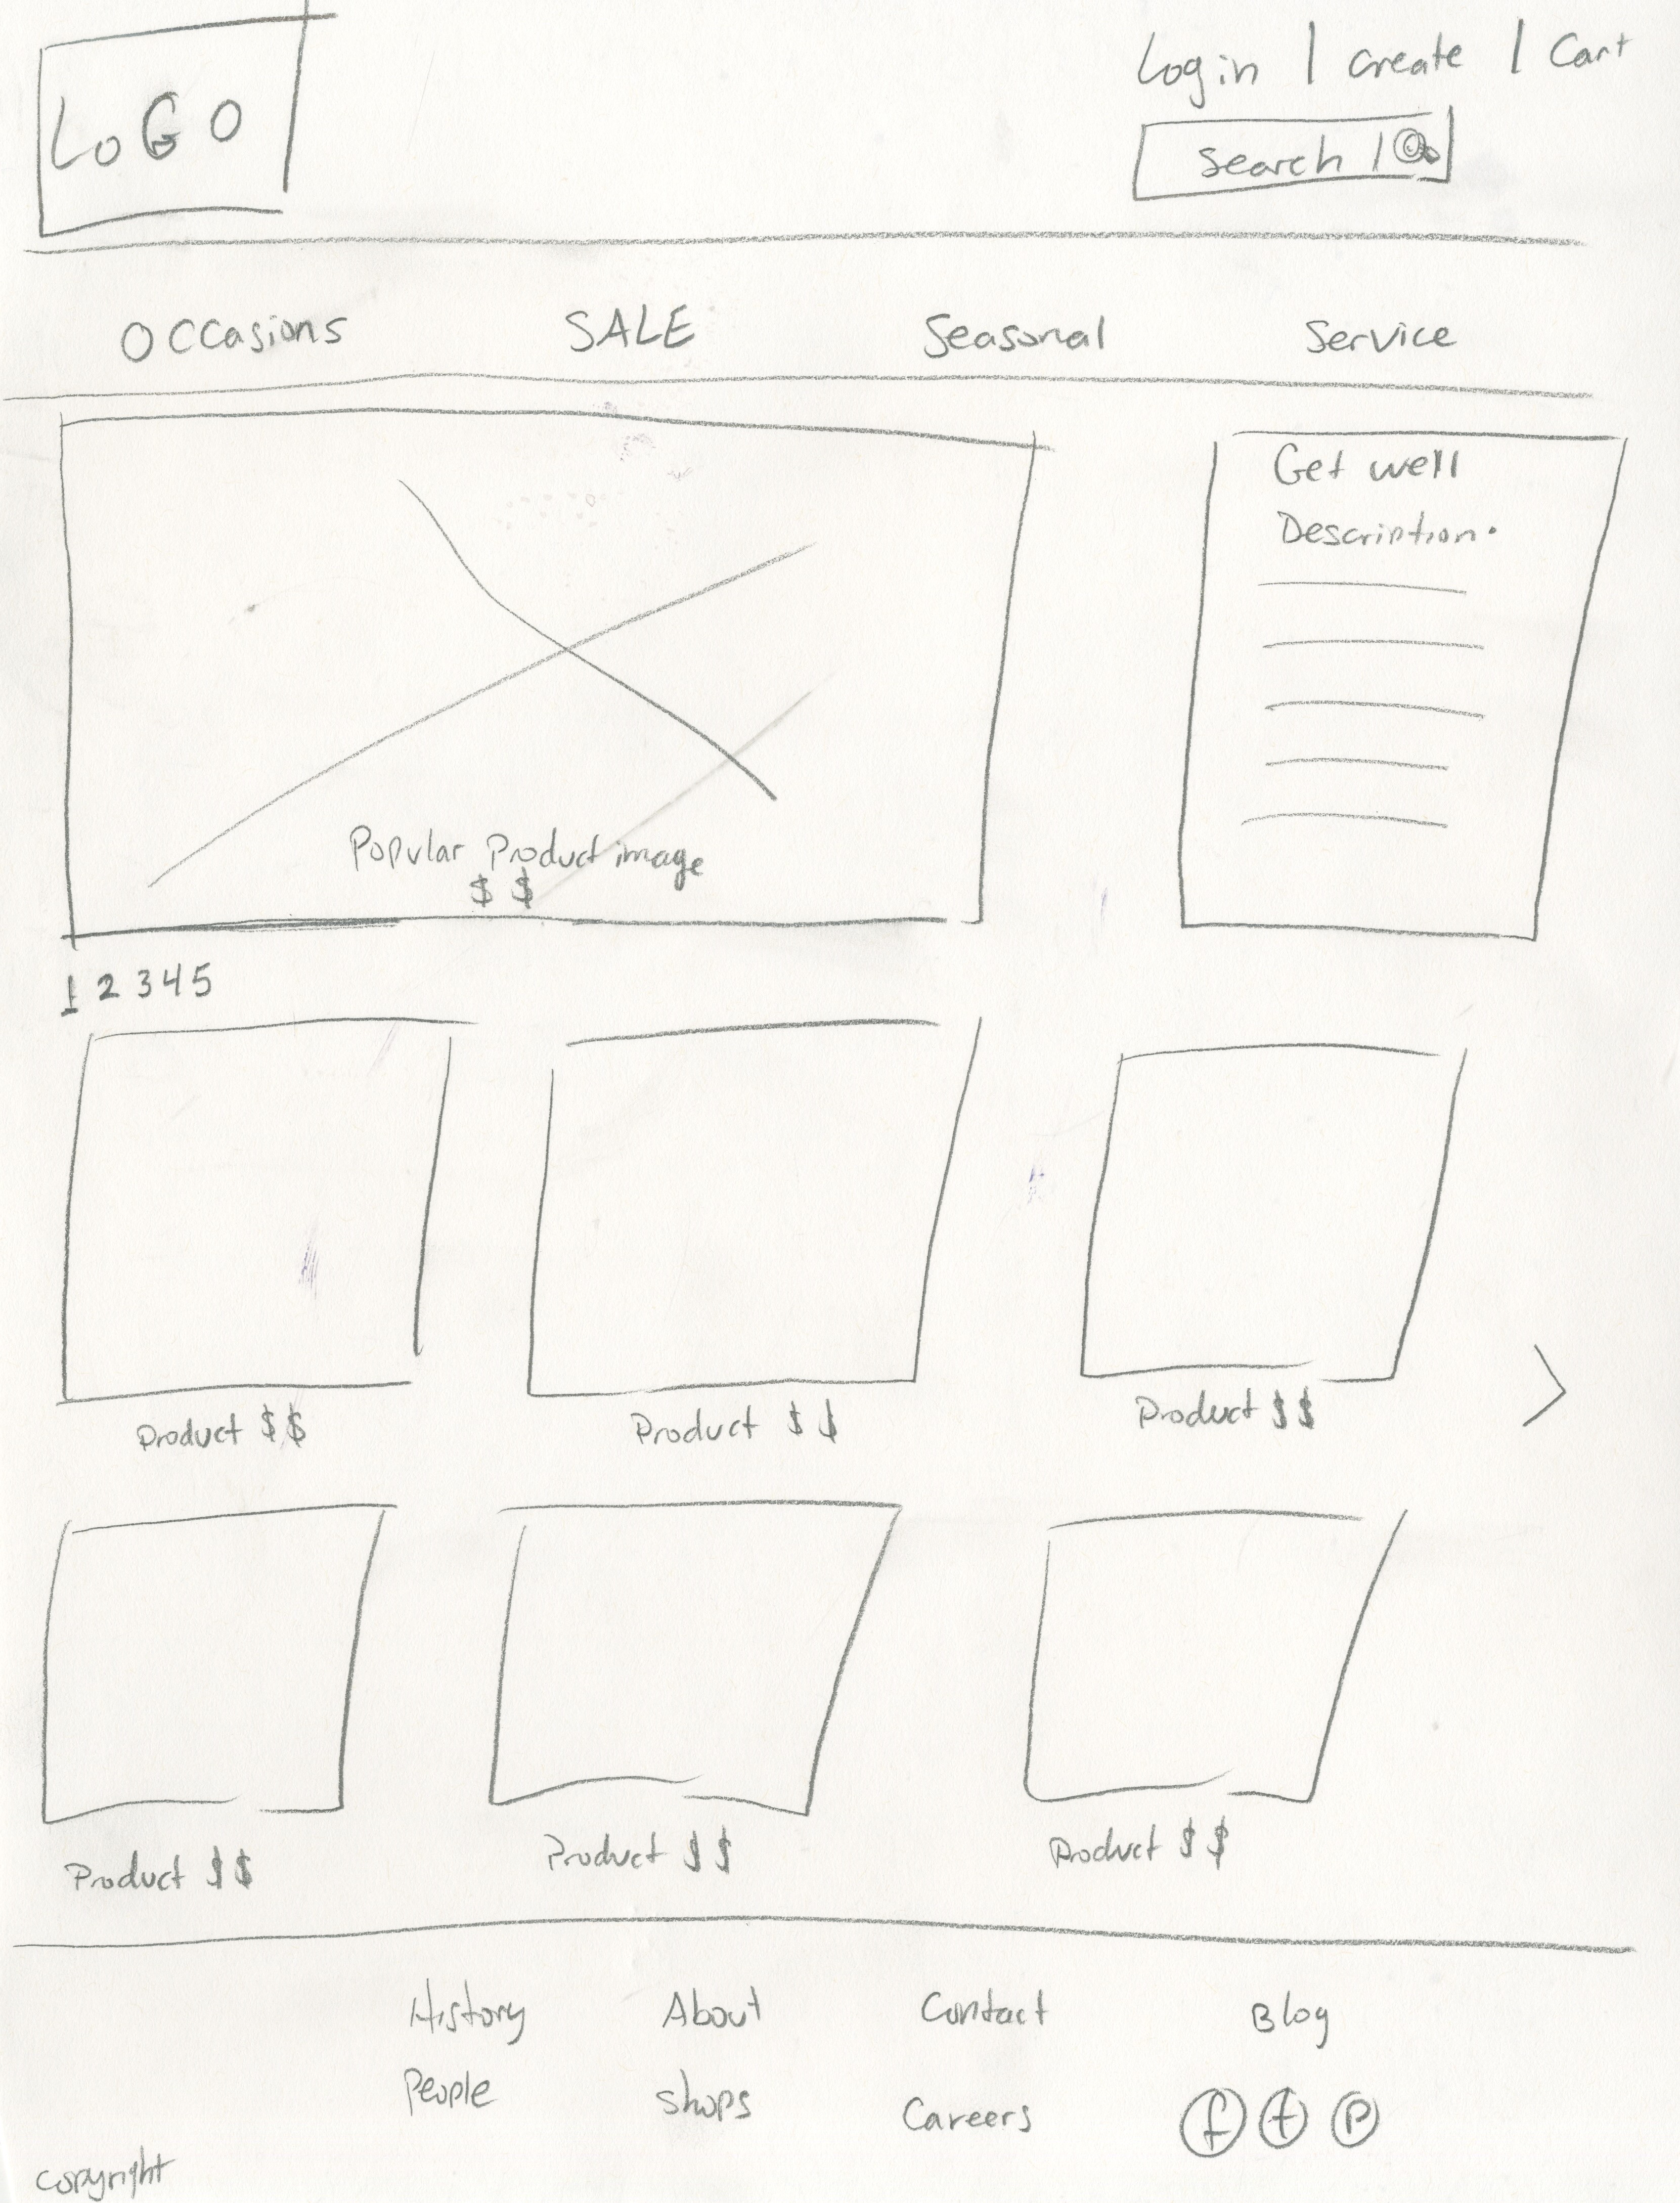 LOGO
Login | Create | Cart
Search |
Occasions SALE Seasonal Service
Get well
Description.
Popular Product image
$ $
1 2 3 4 5
Product $$ Product $$ Product $$
>
Product $$ Product $$ Product $$
History About Contact Blog
People Shops Careers f t p
copyright